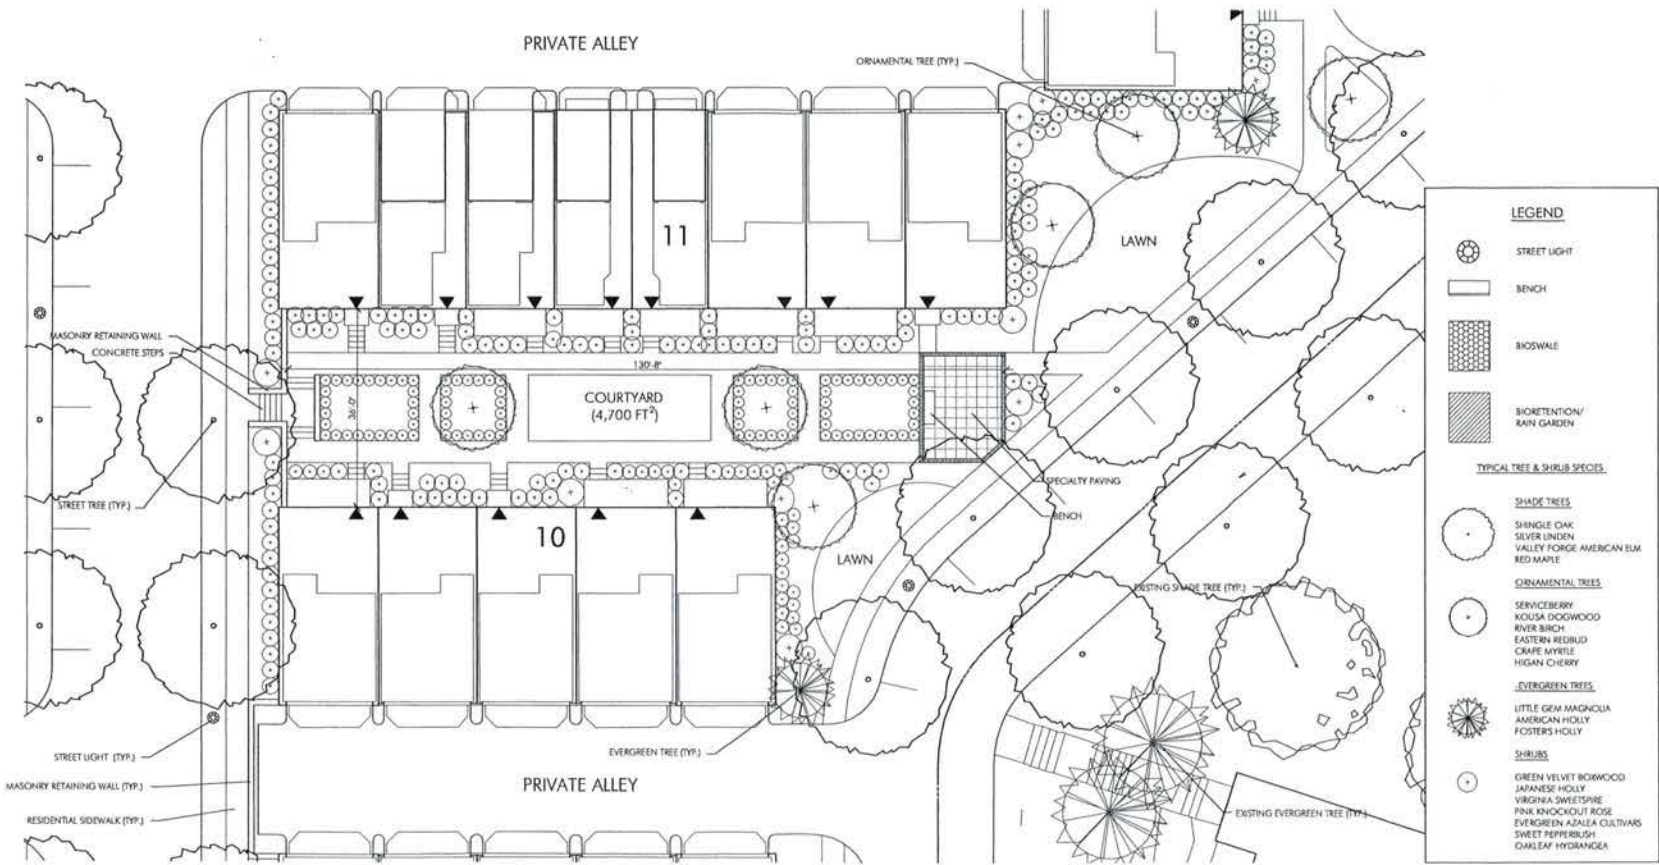 PRIVATE ALLEY
ORNAMENTAL TREE (TYP.)
11
LAWN
MASONRY RETAINING WALL
CONCRETE STEPS
130'-8"
36'-0"
COURTYARD
(4,700 FT²)
STREET TREE (TYP.)
SPECIALTY PAVING
BENCH
10
LAWN
EXISTING SHADE TREE (TYP.)
STREET LIGHT (TYP.)
EVERGREEN TREE (TYP.)
MASONRY RETAINING WALL (TYP.)
PRIVATE ALLEY
RESIDENTIAL SIDEWALK (TYP.)
EXISTING EVERGREEN TREE (TYP.)
LEGEND
STREET LIGHT
BENCH
BIOSWALE
BIORETENTION/
RAIN GARDEN
TYPICAL TREE & SHRUB SPECIES
SHADE TREES
SHINGLE OAK
SILVER LINDEN
VALLEY FORGE AMERICAN ELM
RED MAPLE
ORNAMENTAL TREES
SERVICEBERRY
KOUSA DOGWOOD
RIVER BIRCH
EASTERN REDBUD
CRAPE MYRTLE
HIGAN CHERRY
EVERGREEN TREES
LITTLE GEM MAGNOLIA
AMERICAN HOLLY
FOSTER'S HOLLY
SHRUBS
GREEN VELVET BOXWOOD
JAPANESE HOLLY
VIRGINIA SWEETSPIRE
PINK KNOCKOUT ROSE
EVERGREEN AZALEA CULTIVARS
SWEET PEPPERBUSH
OAKLEAF HYDRANGEA